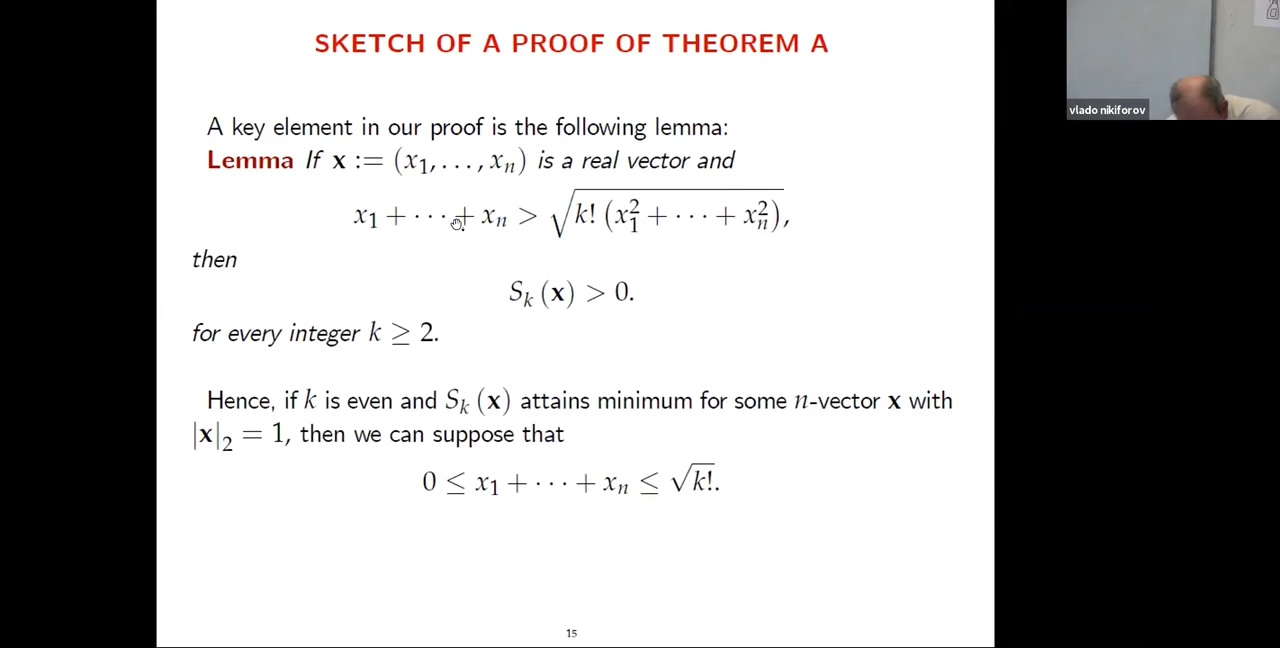 SKETCH OF A PROOF OF THEOREM A
vlado nikiforov
A key element in our proof is the following lemma:
Lemma If x := (x₁, . . . , xₙ) is a real vector and
x₁ + · · · + xₙ > √(k! (x₁² + · · · + xₙ²)),
then
Sₖ (x) > 0.
for every integer k ≥ 2.
Hence, if k is even and Sₖ (x) attains minimum for some n-vector x with
|x|₂ = 1, then we can suppose that
0 ≤ x₁ + · · · + xₙ ≤ √k!.
15